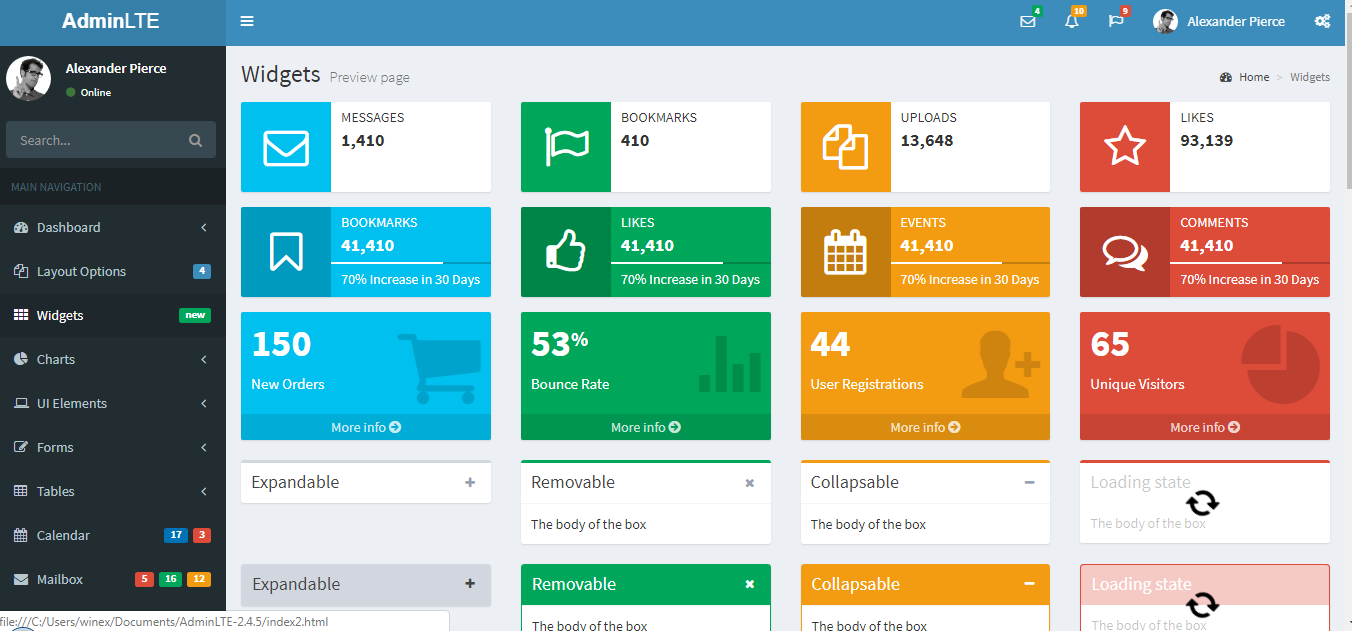 AdminLTE
4
10
9
Alexander Pierce
Alexander Pierce
Online
Search...
MAIN NAVIGATION
Dashboard
Layout Options 4
Widgets new
Charts
UI Elements
Forms
Tables
Calendar 17 3
Mailbox 5 16 12
Widgets Preview page
Home > Widgets
MESSAGES
1,410
BOOKMARKS
410
UPLOADS
13,648
LIKES
93,139
BOOKMARKS
41,410
70% Increase in 30 Days
LIKES
41,410
70% Increase in 30 Days
EVENTS
41,410
70% Increase in 30 Days
COMMENTS
41,410
70% Increase in 30 Days
150
New Orders
More info
53%
Bounce Rate
More info
44
User Registrations
More info
65
Unique Visitors
More info
Expandable
Removable
The body of the box
Collapsable
The body of the box
Loading state
The body of the box
Expandable
Removable
The body of the box
Collapsable
The body of the box
Loading state
The body of the box
file:///C:/Users/winex/Documents/AdminLTE-2.4.5/index2.html